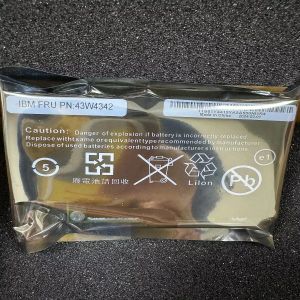 IBM FRU PN:43W4342
Caution: Danger of explosion if battery is incorrectly replaced
Replace with same or equivalent type recommended by manufacturer
Dispose of used batteries according to manufacturer instructions
5
廢電池請回收
LiIon
Pb
e1